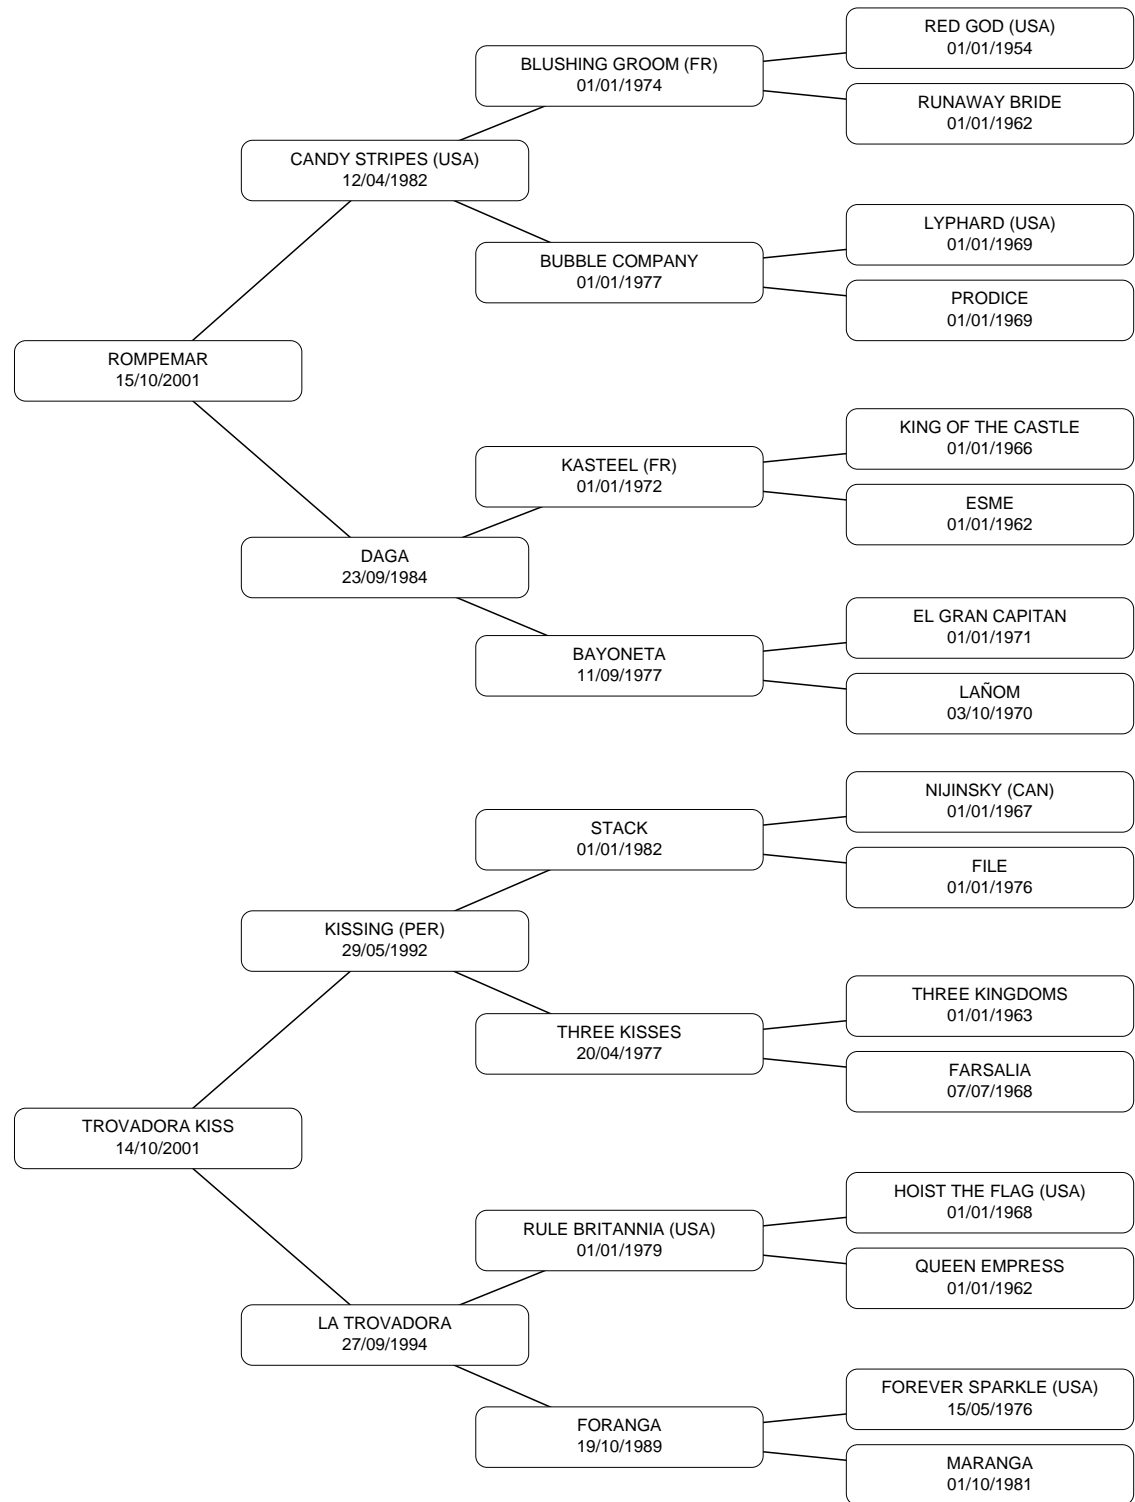 RED GOD (USA)
01/01/1954
BLUSHING GROOM (FR)
01/01/1974
RUNAWAY BRIDE
01/01/1962
CANDY STRIPES (USA)
12/04/1982
LYPHARD (USA)
01/01/1969
BUBBLE COMPANY
01/01/1977
PRODICE
01/01/1969
ROMPEMAR
15/10/2001
KING OF THE CASTLE
01/01/1966
KASTEEL (FR)
01/01/1972
ESME
01/01/1962
DAGA
23/09/1984
EL GRAN CAPITAN
01/01/1971
BAYONETA
11/09/1977
LAÑOM
03/10/1970
NIJINSKY (CAN)
01/01/1967
STACK
01/01/1982
FILE
01/01/1976
KISSING (PER)
29/05/1992
THREE KINGDOMS
01/01/1963
THREE KISSES
20/04/1977
FARSALIA
07/07/1968
TROVADORA KISS
14/10/2001
HOIST THE FLAG (USA)
01/01/1968
RULE BRITANNIA (USA)
01/01/1979
QUEEN EMPRESS
01/01/1962
LA TROVADORA
27/09/1994
FOREVER SPARKLE (USA)
15/05/1976
FORANGA
19/10/1989
MARANGA
01/10/1981